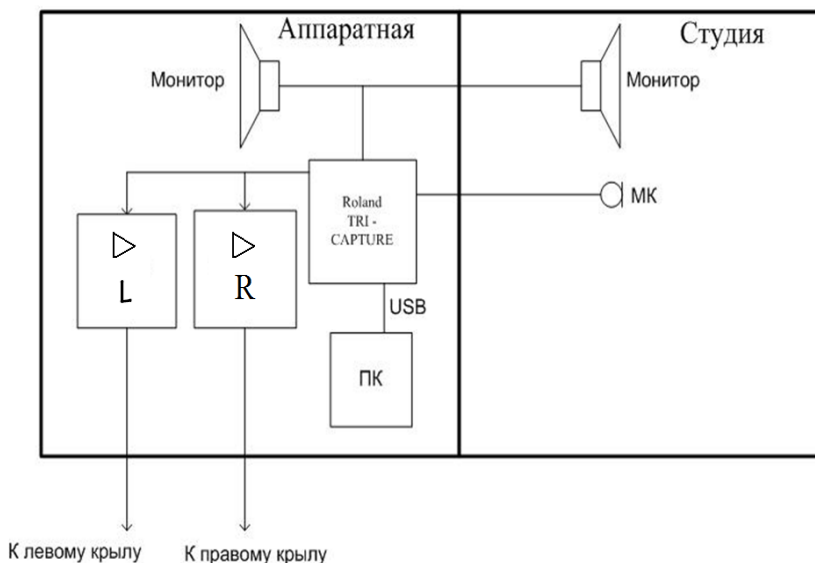 Аппаратная
Студия
Монитор
Монитор
Roland
TRI -
CAPTURE
МК
L
R
USB
ПК
К левому крылу
К правому крылу